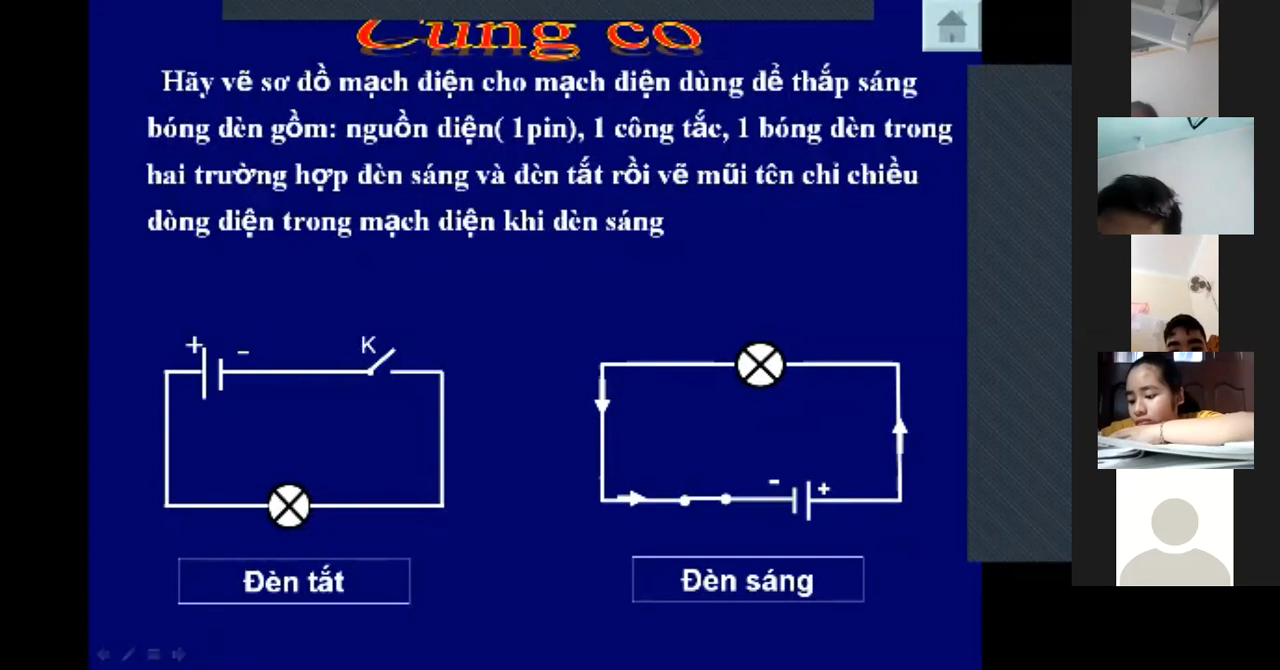 Củng cố
Hãy vẽ sơ đồ mạch điện cho mạch điện dùng để thắp sáng
bóng đèn gồm: nguồn điện( 1pin), 1 công tắc, 1 bóng đèn trong
hai trường hợp đèn sáng và đèn tắt rồi vẽ mũi tên chỉ chiều
dòng điện trong mạch điện khi đèn sáng
+ - K
- +
Đèn tắt
Đèn sáng